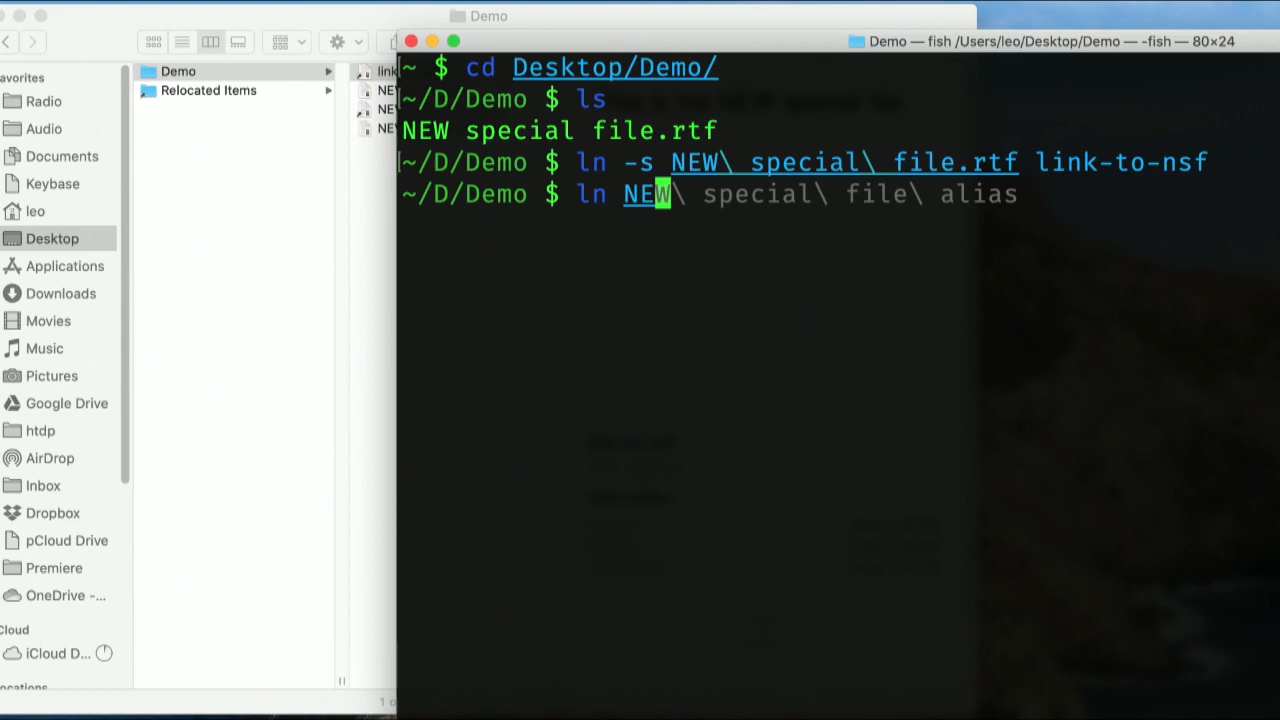 Demo
Demo — fish /Users/leo/Desktop/Demo — -fish — 80×24
avorites
Radio
Audio
Documents
Keybase
leo
Desktop
Applications
Downloads
Movies
Music
Pictures
Google Drive
htdp
AirDrop
Inbox
Dropbox
pCloud Drive
Premiere
OneDrive -...
Cloud
iCloud D...
ocations
Demo
Relocated Items
link
NE
NE
NE
~ $ cd Desktop/Demo/
~/D/Demo $ ls
NEW special file.rtf
~/D/Demo $ ln -s NEW\ special\ file.rtf link-to-nsf
~/D/Demo $ ln NEW\ special\ file\ alias